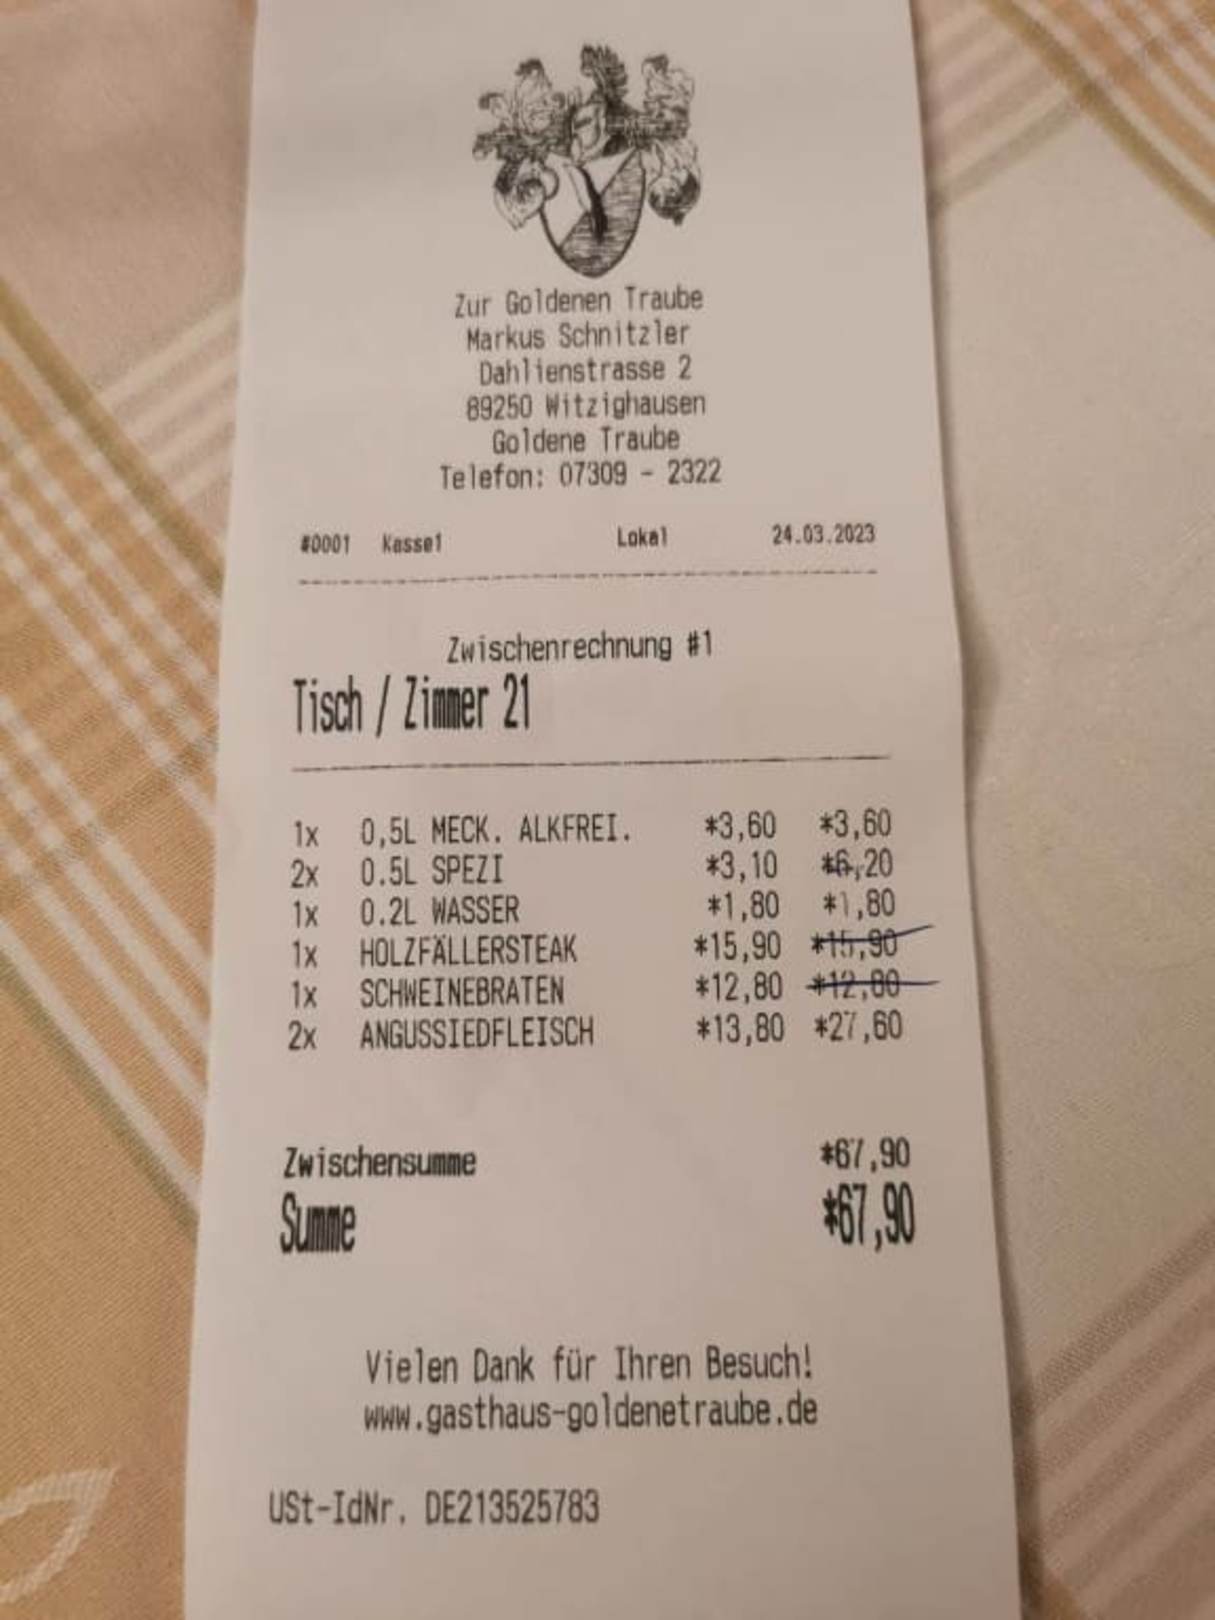 Zur Goldenen Traube
Markus Schnitzler
Dahlienstrasse 2
89250 Witzighausen
Goldene Traube
Telefon: 07309 - 2322
#0001 Kasse1 Lokal 24.03.2023
Zwischenrechnung #1
Tisch / Zimmer 21
1x 0,5L MECK. ALKFREI. *3,60 *3,60
2x 0.5L SPEZI *3,10 *6,20
1x 0.2L WASSER *1,80 *1,80
1x HOLZFÄLLERSTEAK *15,90 *15,90
1x SCHWEINEBRATEN *12,80 *12,80
2x ANGUSSIEDFLEISCH *13,80 *27,60
Zwischensumme *67,90
Summe *67,90
Vielen Dank für Ihren Besuch!
www.gasthaus-goldenetraube.de
USt-IdNr. DE213525783